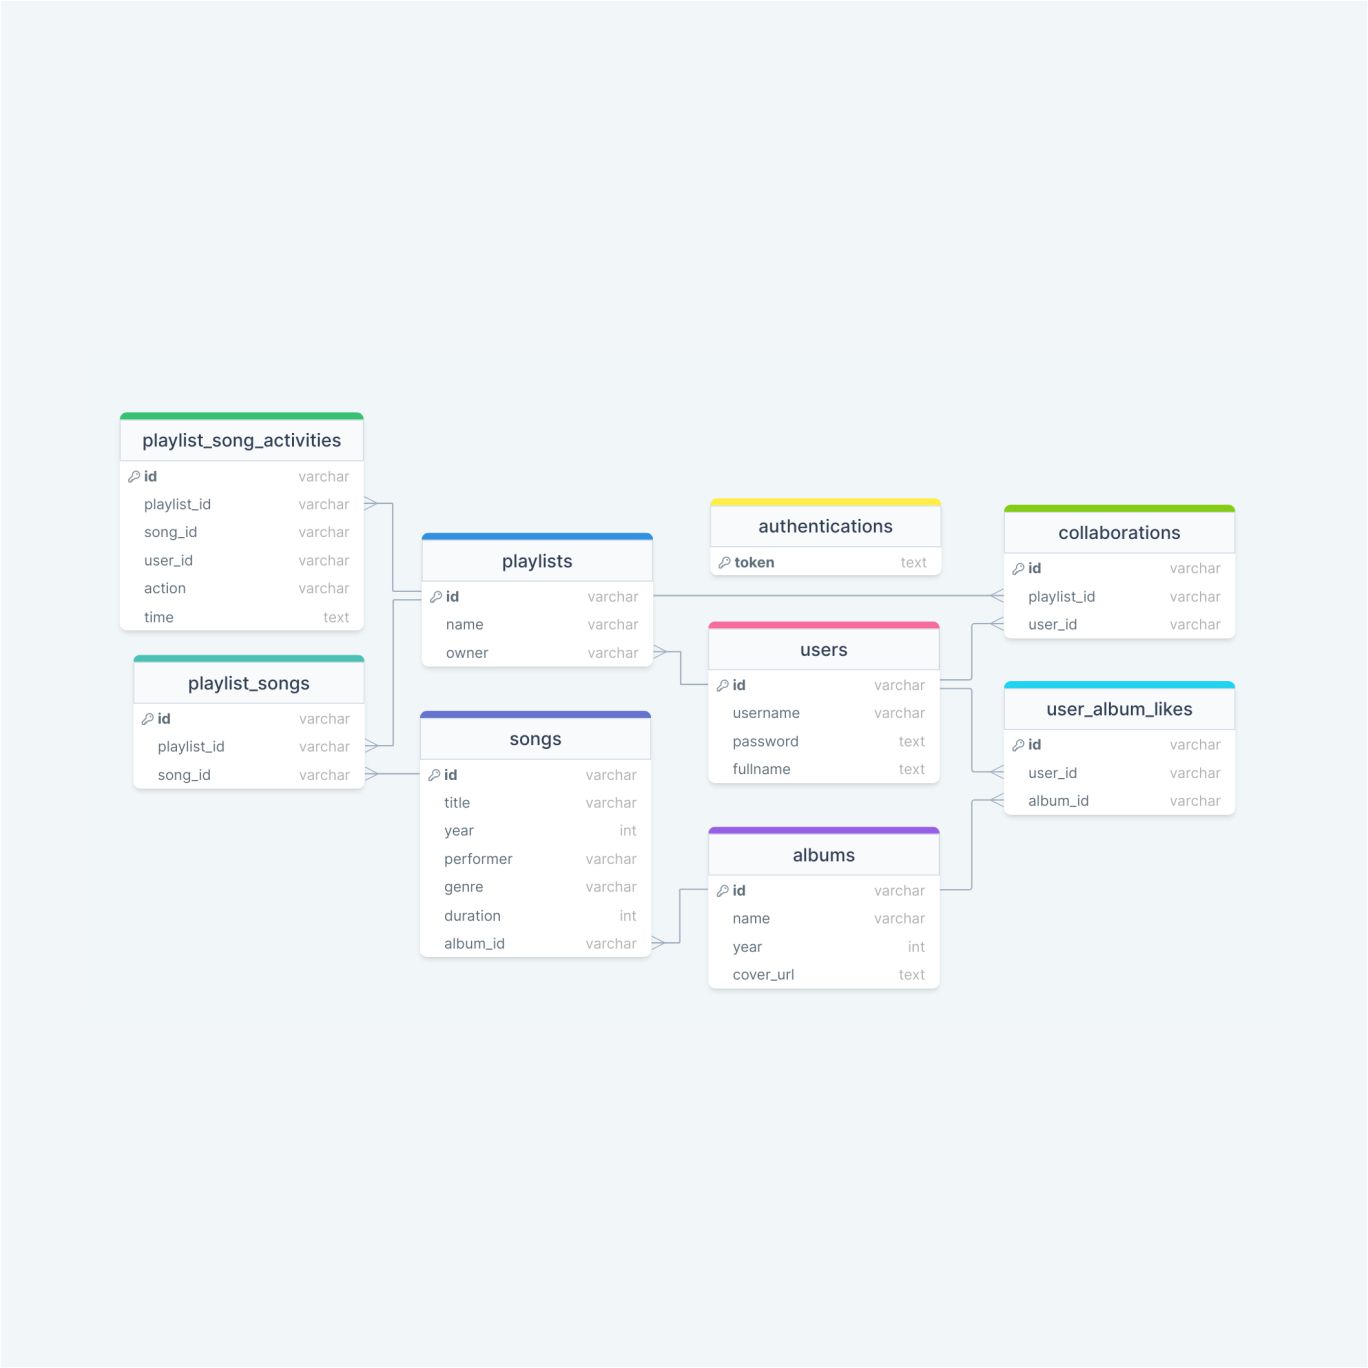 playlist_song_activities
id varchar
playlist_id varchar
song_id varchar
user_id varchar
action varchar
time text
playlist_songs
id varchar
playlist_id varchar
song_id varchar
playlists
id varchar
name varchar
owner varchar
songs
id varchar
title varchar
year int
performer varchar
genre varchar
duration int
album_id varchar
authentications
token text
users
id varchar
username varchar
password text
fullname text
albums
id varchar
name varchar
year int
cover_url text
collaborations
id varchar
playlist_id varchar
user_id varchar
user_album_likes
id varchar
user_id varchar
album_id varchar